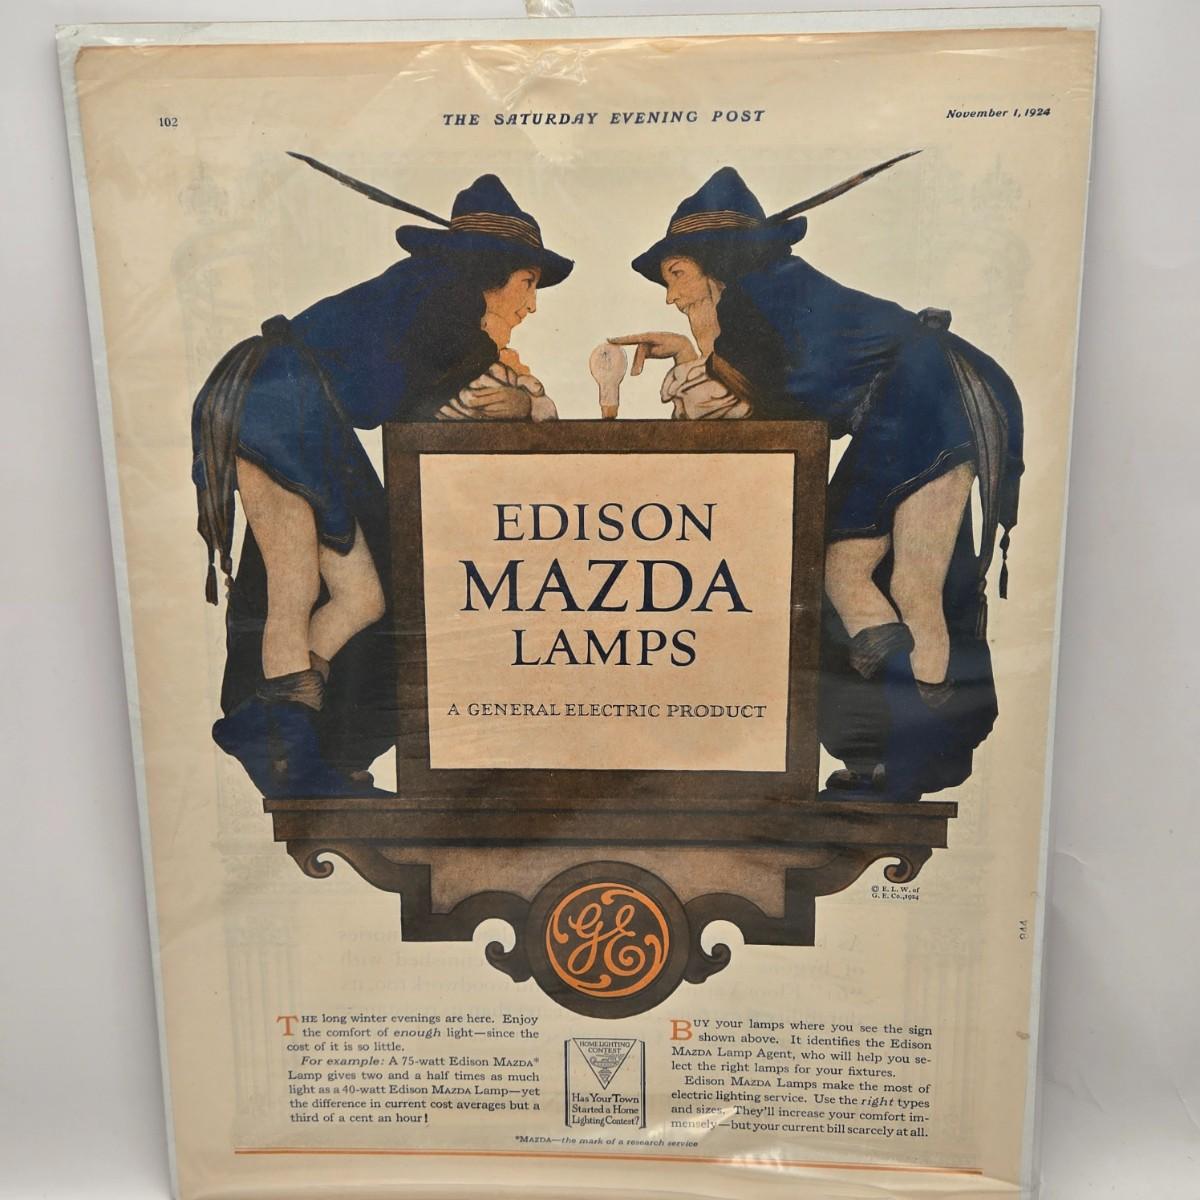 102
THE SATURDAY EVENING POST
November 1, 1924
EDISON
MAZDA
LAMPS
A GENERAL ELECTRIC PRODUCT
© E. L. W. of
G. E. Co., 1924
GE
THE long winter evenings are here. Enjoy
the comfort of enough light—since the
cost of it is so little.
For example: A 75-watt Edison MAZDA*
Lamp gives two and a half times as much
light as a 40-watt Edison MAZDA Lamp—yet
the difference in current cost averages but a
third of a cent an hour!
HOME LIGHTING
CONTEST
Has Your Town
Started a Home
Lighting Contest?
BUY your lamps where you see the sign
shown above. It identifies the Edison
MAZDA Lamp Agent, who will help you se-
lect the right lamps for your fixtures.
Edison MAZDA Lamps make the most of
electric lighting service. Use the right types
and sizes. They'll increase your comfort im-
mensely—but your current bill scarcely at all.
*MAZDA—the mark of a research service